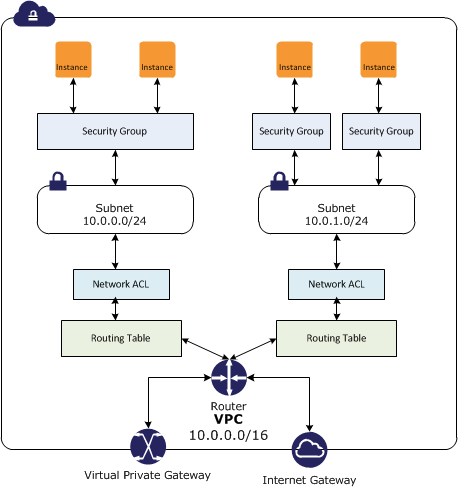 Instance
Instance
Instance
Instance
Security Group
Security Group
Security Group
Subnet
10.0.0.0/24
Subnet
10.0.1.0/24
Network ACL
Network ACL
Routing Table
Routing Table
Router
VPC
10.0.0.0/16
Virtual Private Gateway
Internet Gateway